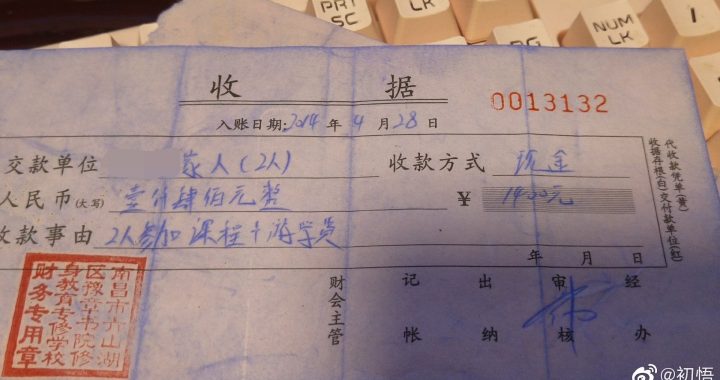 PRT
SC
LK
NUM
LK
收 据
0013132
入账日期:2014 年 4 月 28 日
交款单位 家人(2人) 收款方式 现金
人民币(大写) 壹仟肆佰元整 ¥ 1400元
收款事由 2人参加课程+游学员
年 月 日
财会主管 记帐 出纳 审核 经办
代收款凭单(黄)
收据存根(白)交付款单位(红)
南昌市青山湖
区豫章书院修
身教育专修学校
财务专用章
@初悟